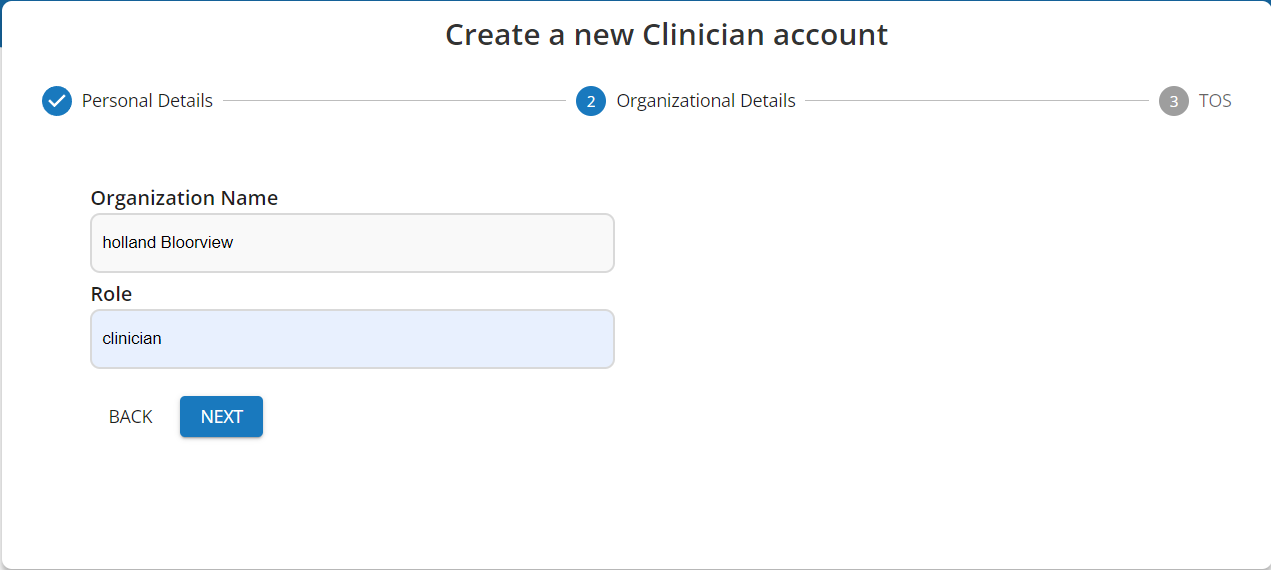 Create a new Clinician account
Personal Details
2 Organizational Details
3 TOS
Organization Name
holland Bloorview
Role
clinician
BACK NEXT